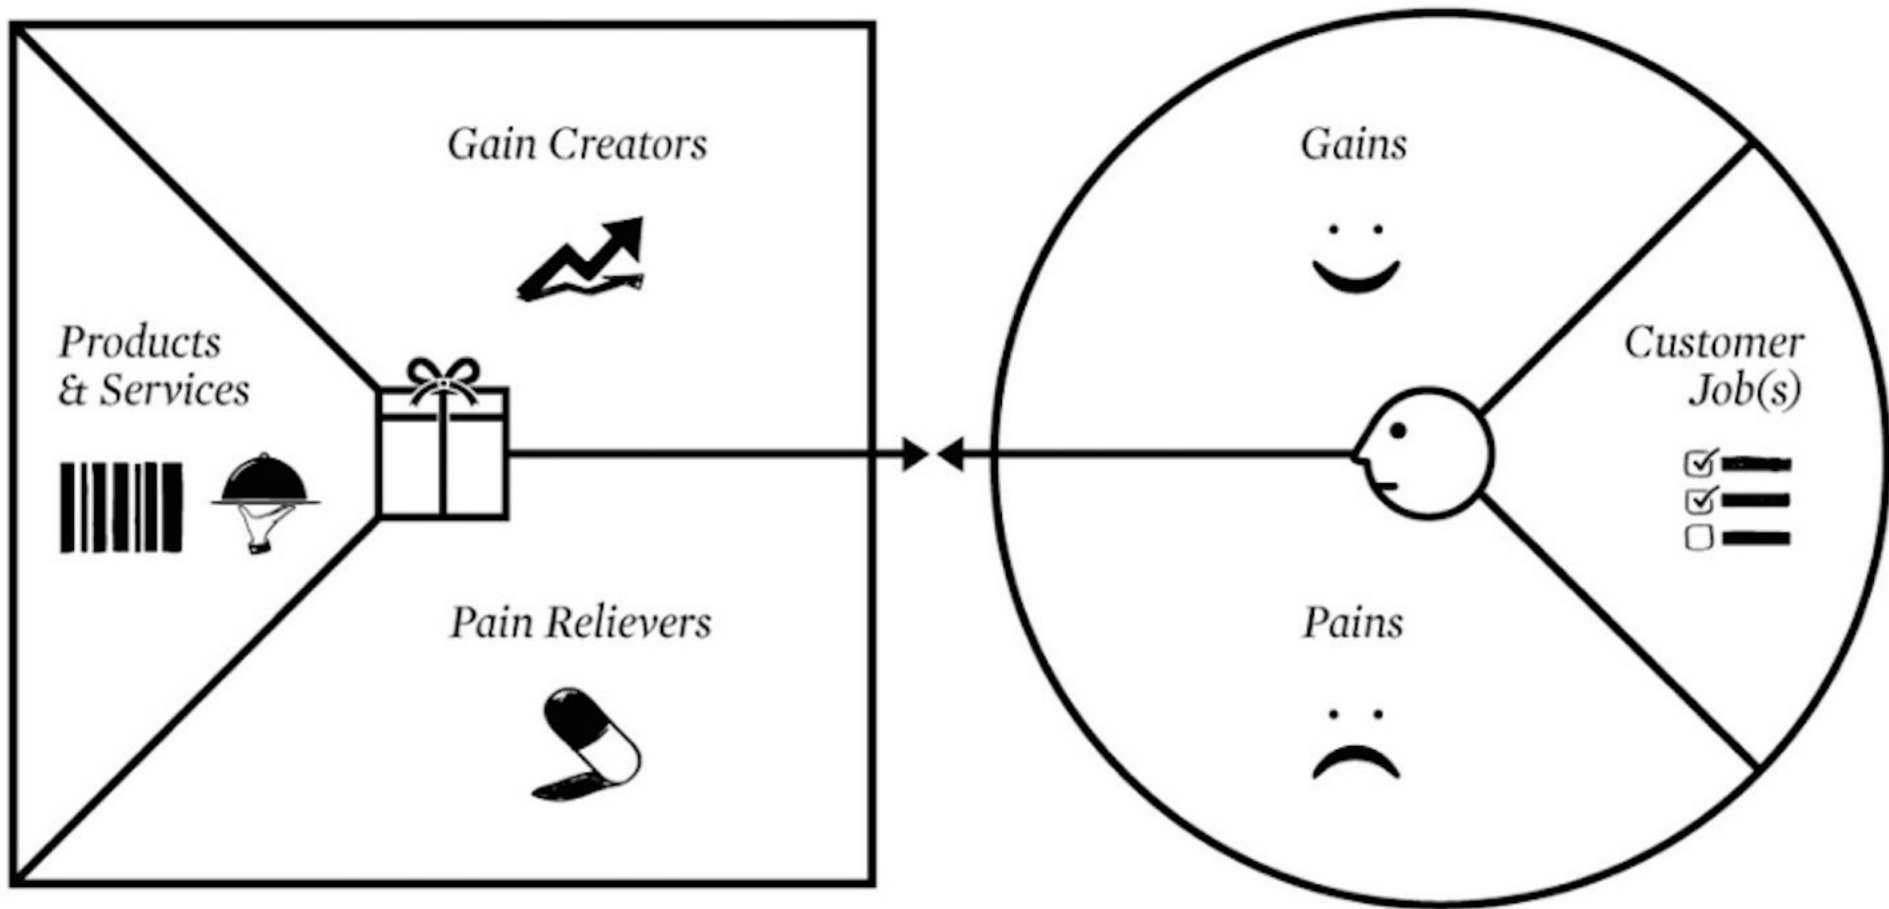 Gain Creators
Products
& Services
Pain Relievers
Gains
Customer
Job(s)
Pains